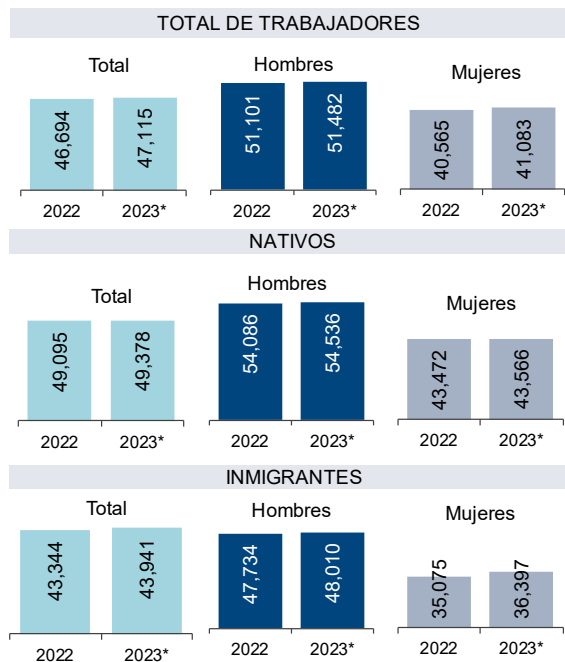 TOTAL DE TRABAJADORES
Total
Hombres
Mujeres
46,694
47,115
51,101
51,482
40,565
41,083
2022 2023* 2022 2023* 2022 2023*
NATIVOS
Total
Hombres
Mujeres
49,095
49,378
54,086
54,536
43,472
43,566
2022 2023* 2022 2023* 2022 2023*
INMIGRANTES
Total
Hombres
Mujeres
43,344
43,941
47,734
48,010
35,075
36,397
2022 2023* 2022 2023* 2022 2023*